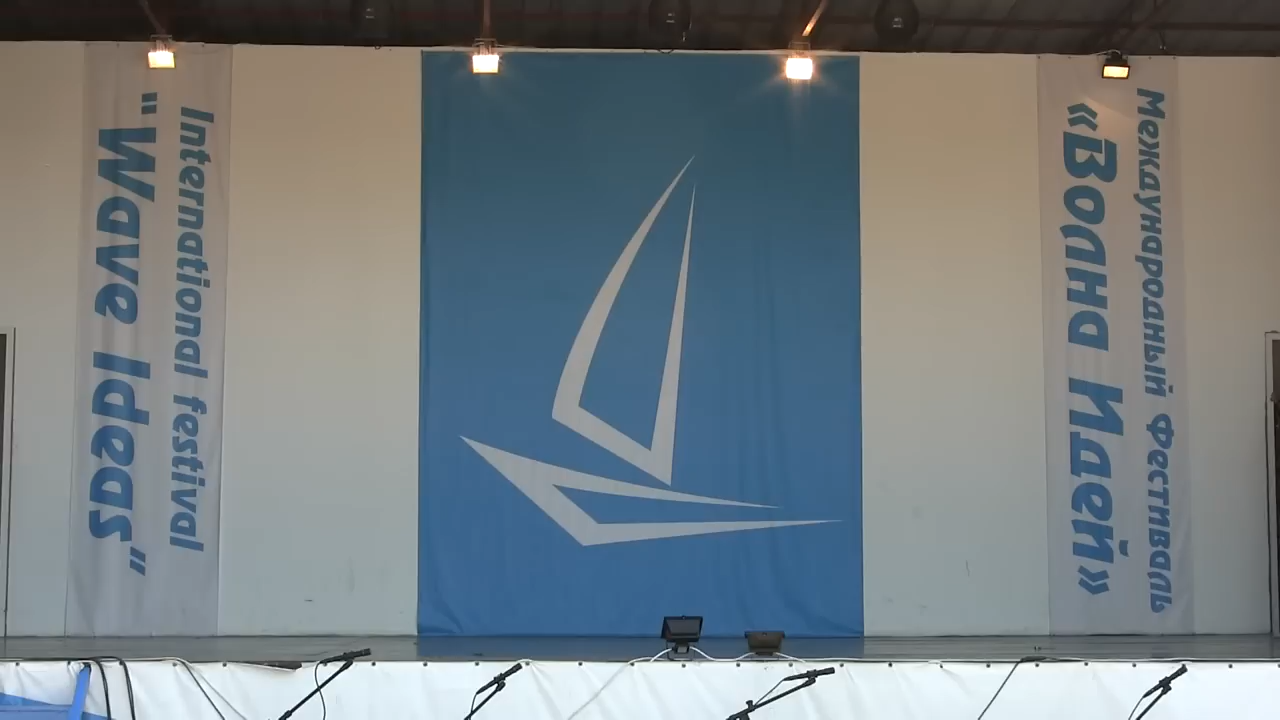 International festival
"Wave Ideas"
Международный Фестиваль
«Волна Идей»